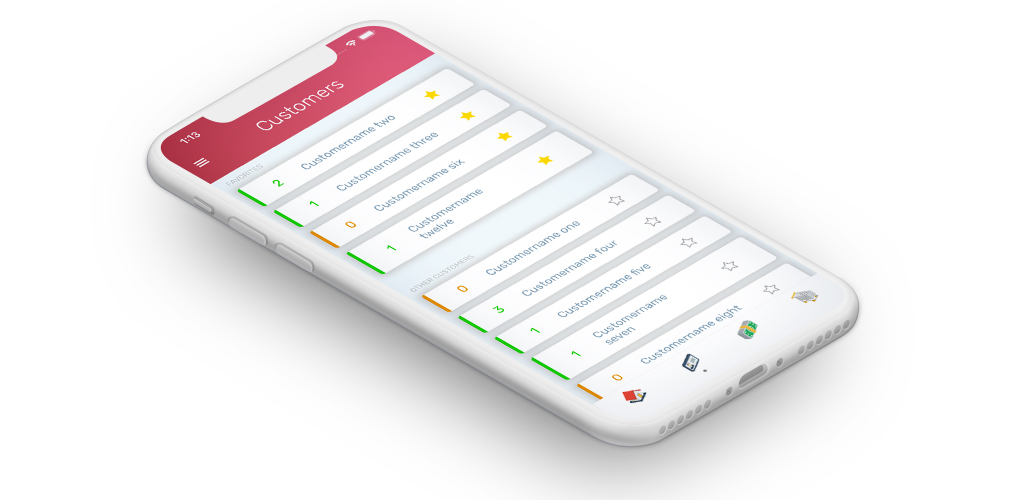 1:13
Customers
FAVORITES
2 Customername two
1 Customername three
0 Customername six
1 Customername
twelve
OTHER CUSTOMERS
0 Customername one
3 Customername four
1 Customername five
1 Customername
seven
0 Customername eight